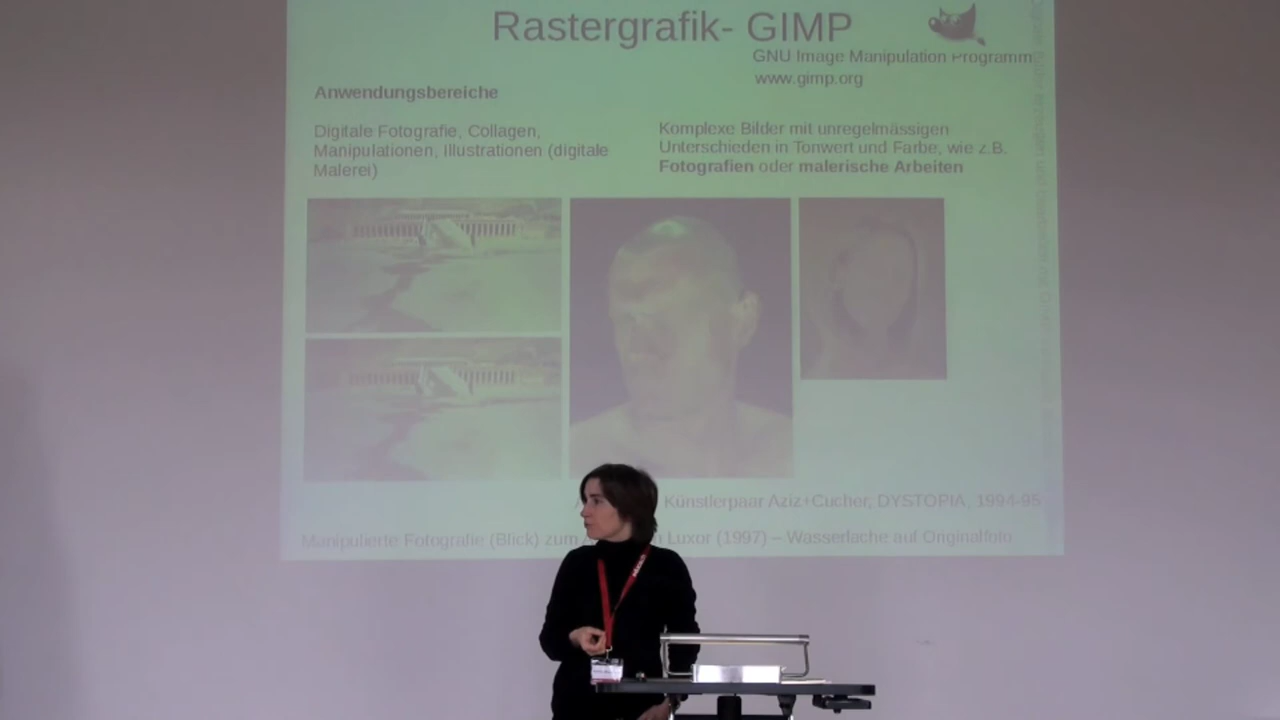 Rastergrafik- GIMP
GNU Image Manipulation Programm
www.gimp.org
Anwendungsbereiche
Digitale Fotografie, Collagen,
Manipulationen, Illustrationen (digitale
Malerei)
Komplexe Bilder mit unregelmässigen
Unterschieden in Tonwert und Farbe, wie z.B.
Fotografien oder malerische Arbeiten
Künstlerpaar Aziz+Cucher, DYSTOPIA, 1994-95
Manipulierte Fotografie (Blick) zum Luxor (1997) – Wasserlache auf Originalfoto